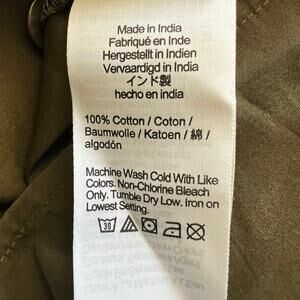 Made in India
Fabriqué en Inde
Hergestellt in Indien
Vervaardigd in India
インド製
hecho en india
100% Cotton / Coton /
Baumwolle / Katoen / 綿 /
algodón
Machine Wash Cold With Like
Colors. Non-Chlorine Bleach
Only. Tumble Dry Low. Iron on
Lowest Setting.
30